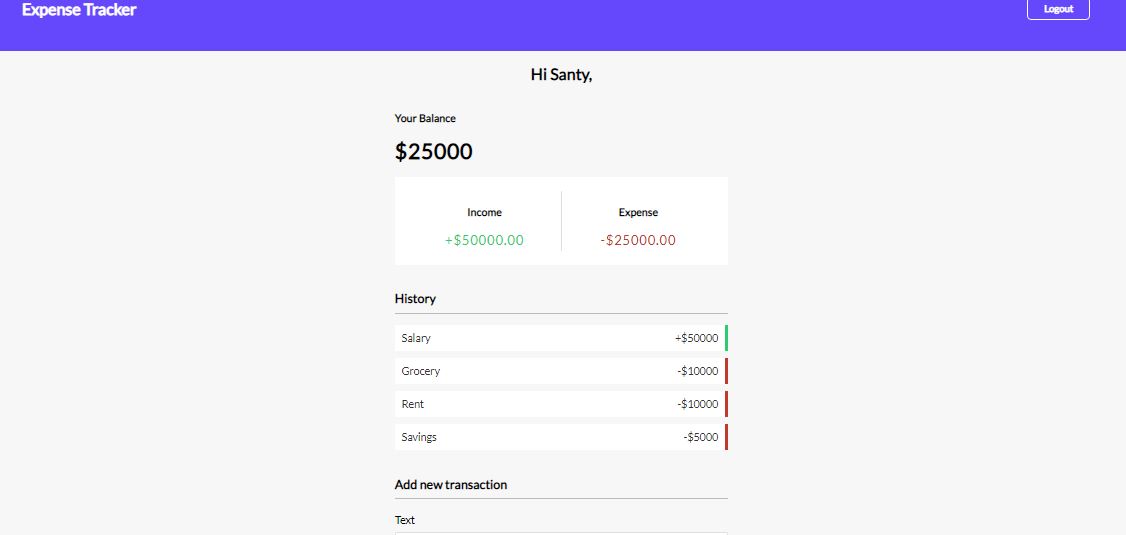 Expense Tracker Logout
Hi Santy,
Your Balance
$25000
Income Expense
+$50000.00 -$25000.00
History
Salary +$50000
Grocery -$10000
Rent -$10000
Savings -$5000
Add new transaction
Text